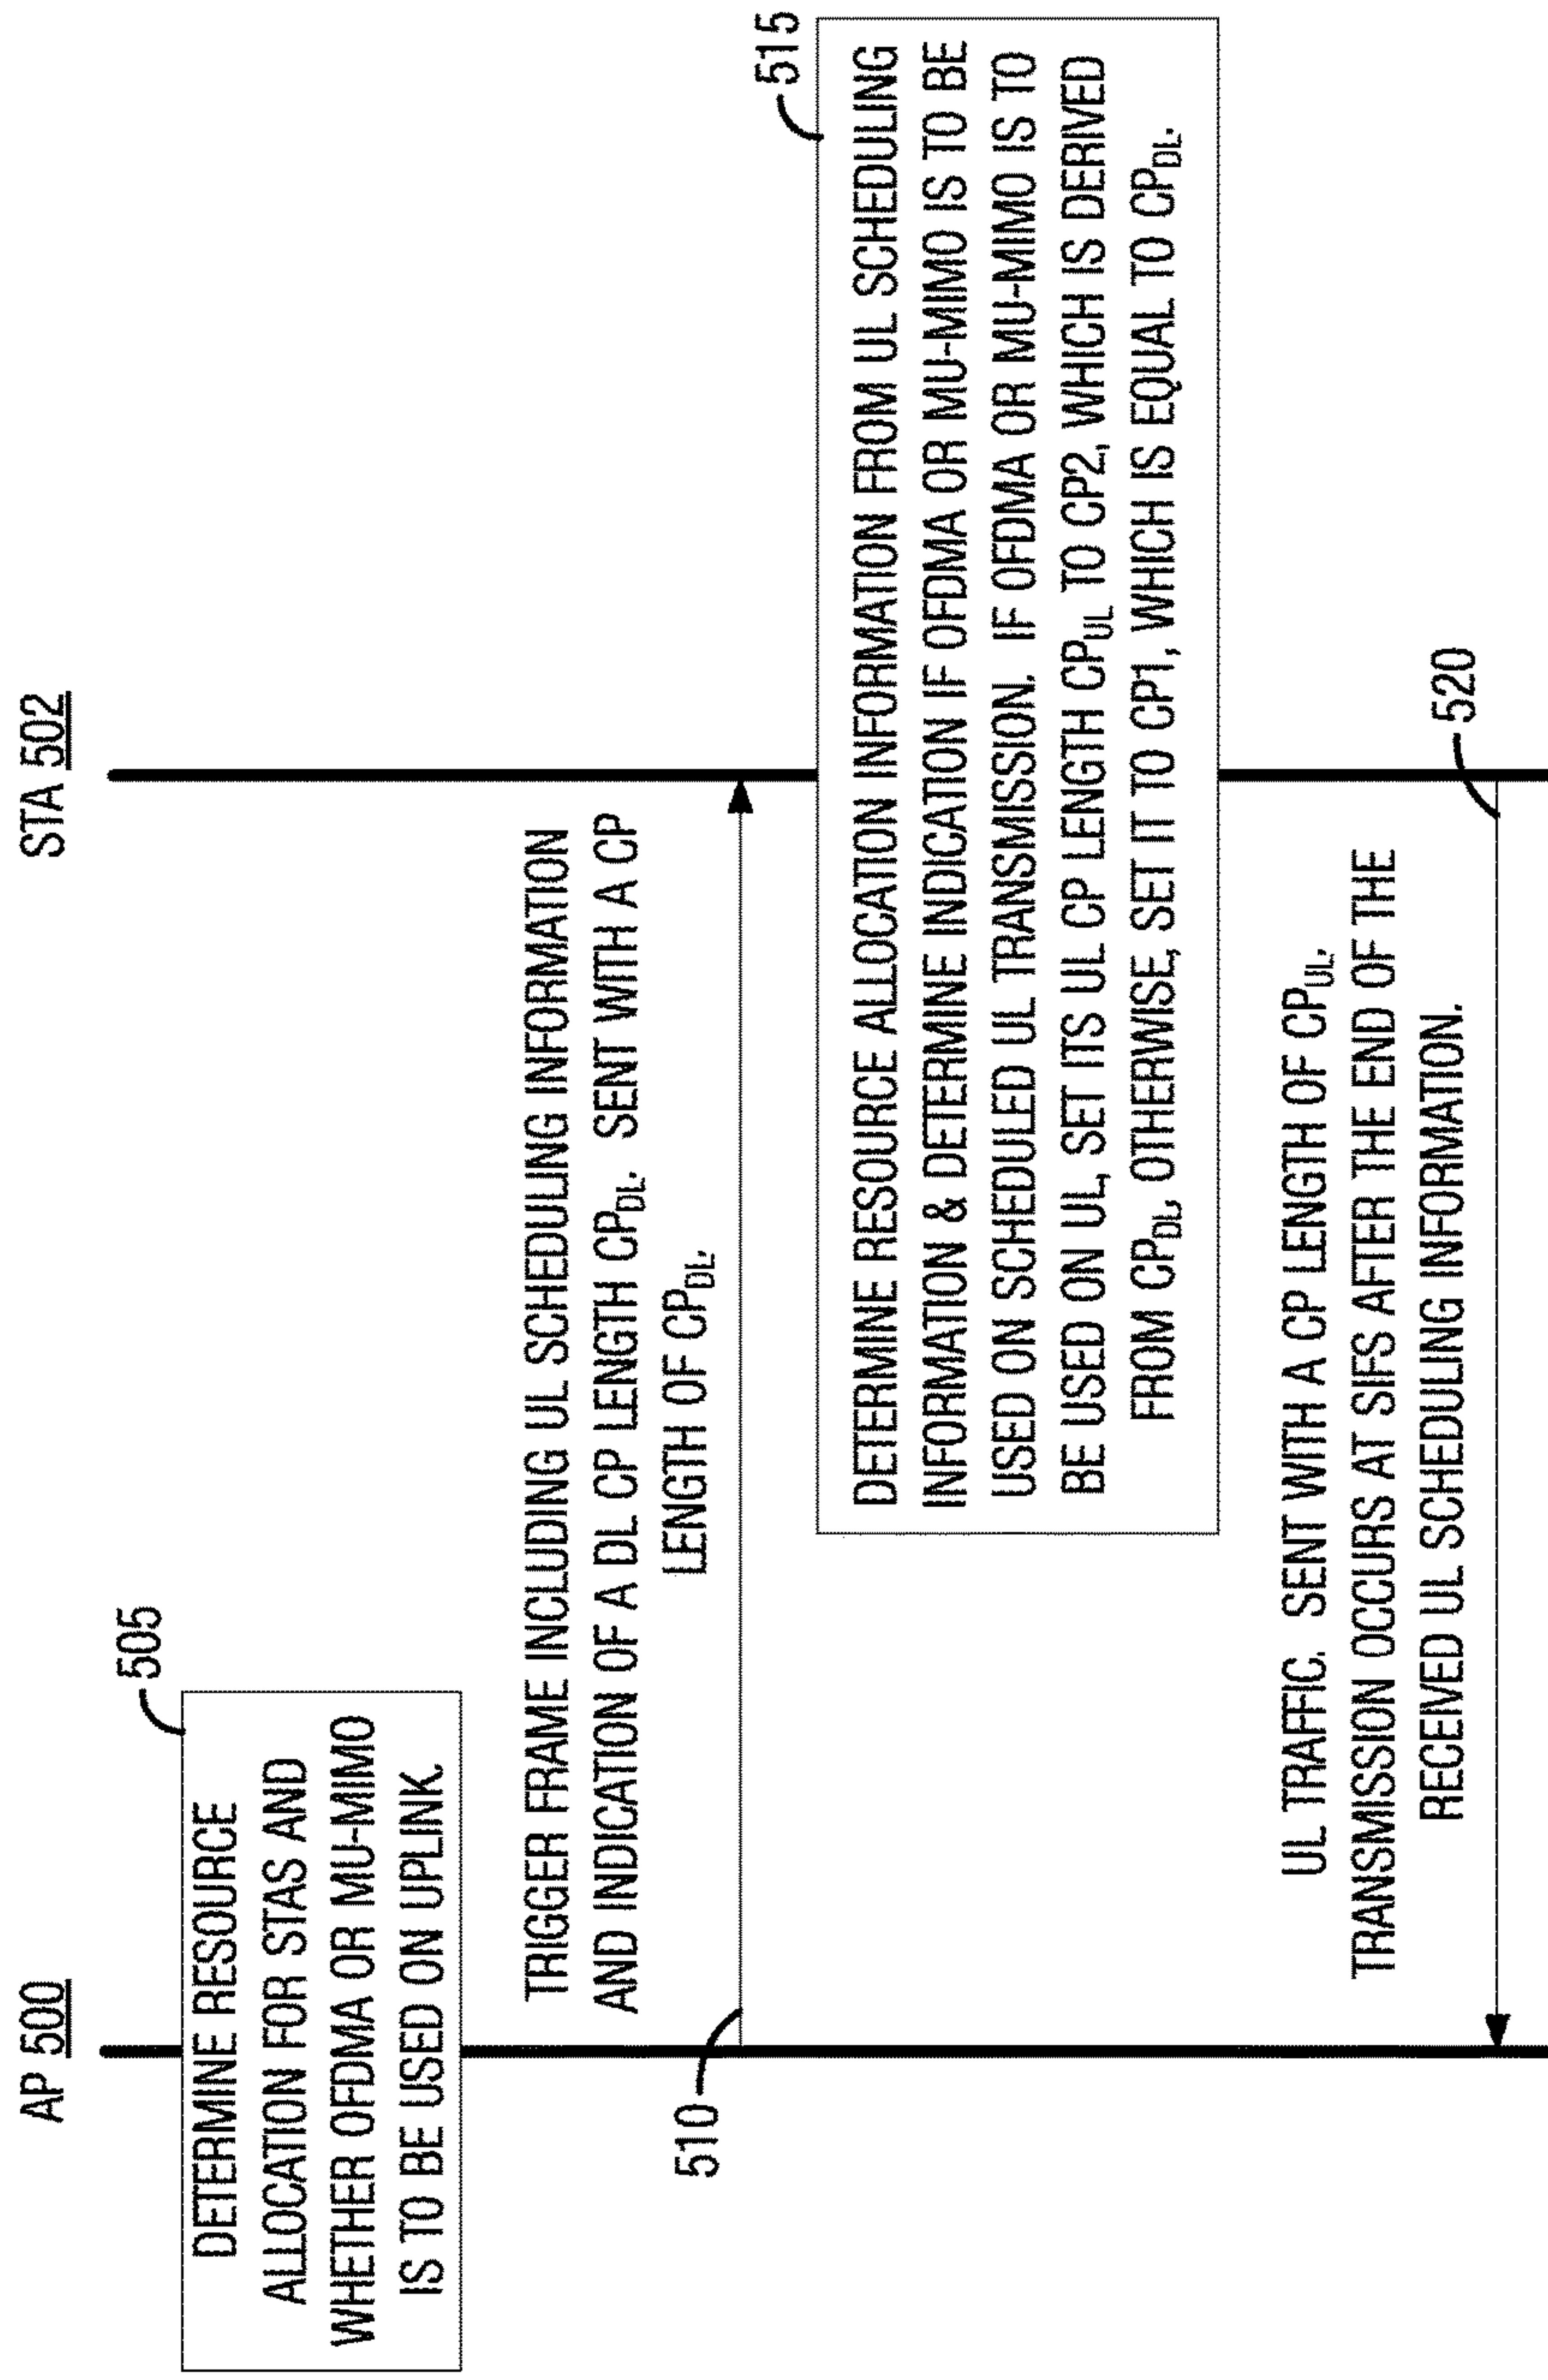 AP 500
STA 502
505
DETERMINE RESOURCE
ALLOCATION FOR STAS AND
WHETHER OFDMA OR MU-MIMO
IS TO BE USED ON UPLINK.
TRIGGER FRAME INCLUDING UL SCHEDULING INFORMATION
AND INDICATION OF A DL CP LENGTH CPDL. SENT WITH A CP
LENGTH OF CPDL.
510
515
DETERMINE RESOURCE ALLOCATION INFORMATION FROM UL SCHEDULING
INFORMATION & DETERMINE INDICATION IF OFDMA OR MU-MIMO IS TO BE
USED ON SCHEDULED UL TRANSMISSION. IF OFDMA OR MU-MIMO IS TO
BE USED ON UL, SET ITS UL CP LENGTH CPUL TO CP2, WHICH IS DERIVED
FROM CPDL, OTHERWISE, SET IT TO CP1, WHICH IS EQUAL TO CPDL.
UL TRAFFIC. SENT WITH A CP LENGTH OF CPUL.
TRANSMISSION OCCURS AT SIFS AFTER THE END OF THE
RECEIVED UL SCHEDULING INFORMATION.
520